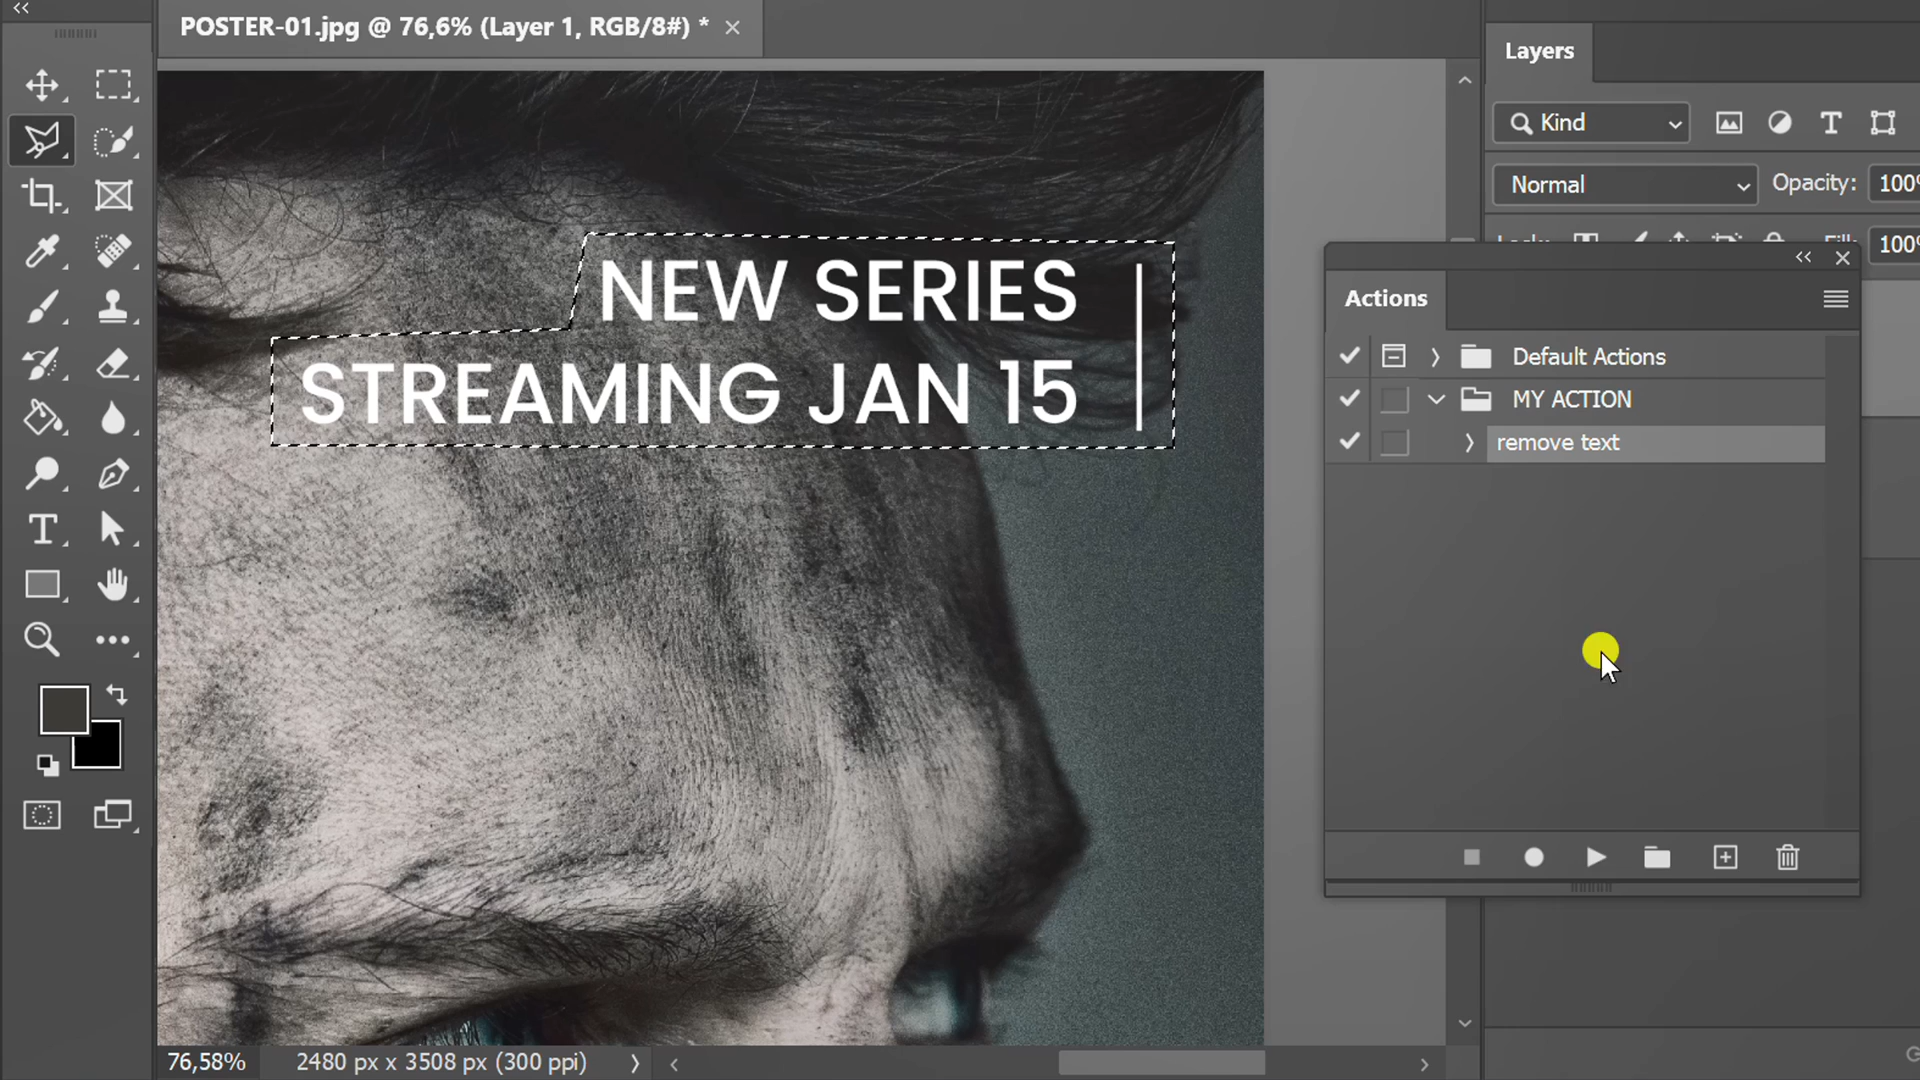 POSTER-01.jpg @ 76,6% (Layer 1, RGB/8#) *
Layers
Kind
Normal
Opacity:
100%
100%
NEW SERIES
STREAMING JAN 15
Actions
Default Actions
MY ACTION
remove text
76,58%
2480 px x 3508 px (300 ppi)